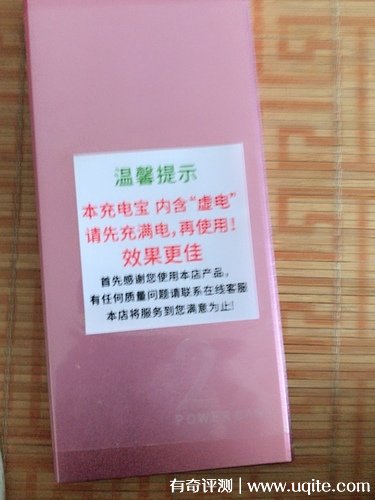 温馨提示
本充电宝 内含“虚电”
请先充满电，再使用！
效果更佳
首先感谢您使用本店产品。
有任何质量问题请联系在线客服
本店将服务到您满意为止!
POWER
有奇评测 | www.uqite.com